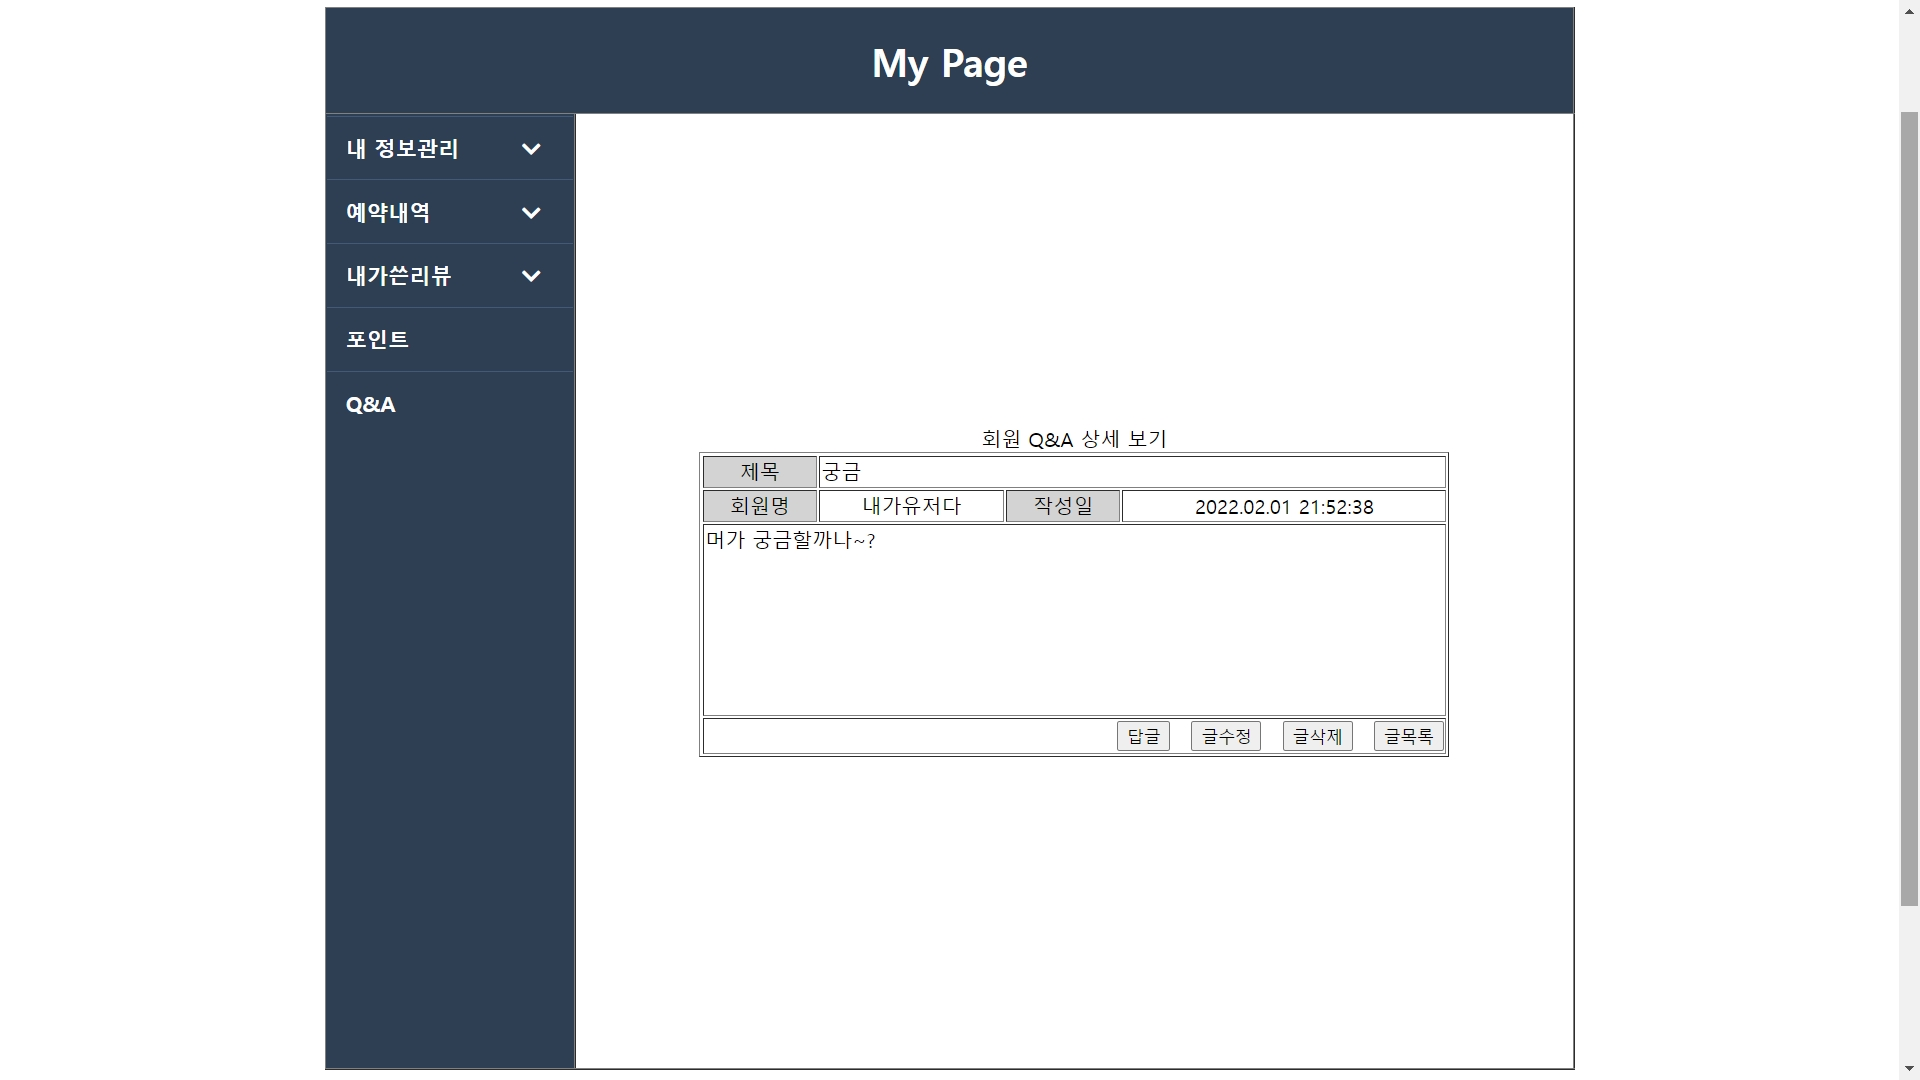 My Page
내 정보관리
예약내역
내가쓴리뷰
포인트
Q&A
회원 Q&A 상세 보기
제목 궁금
회원명 내가유저다 작성일 2022.02.01 21:52:38
머가 궁금할까나~?
답글 글수정 글삭제 글목록